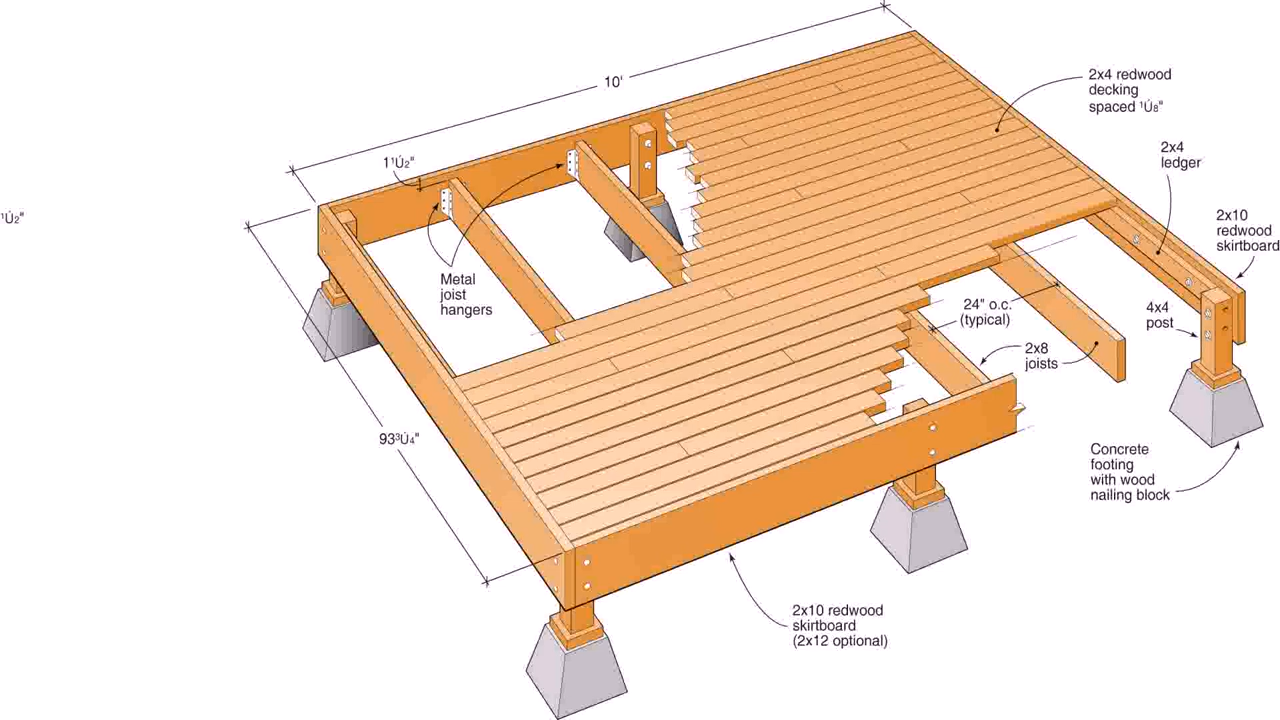 10'
2x4 redwood
decking
spaced ¹Ú₈"
1¹Ú₂"
2x4
ledger
¹Ú₂"
2x10
redwood
skirtboard
Metal
joist
hangers
24" o.c.
(typical)
4x4
post
2x8
joists
93³Ú₄"
Concrete
footing
with wood
nailing block
2x10 redwood
skirtboard
(2x12 optional)